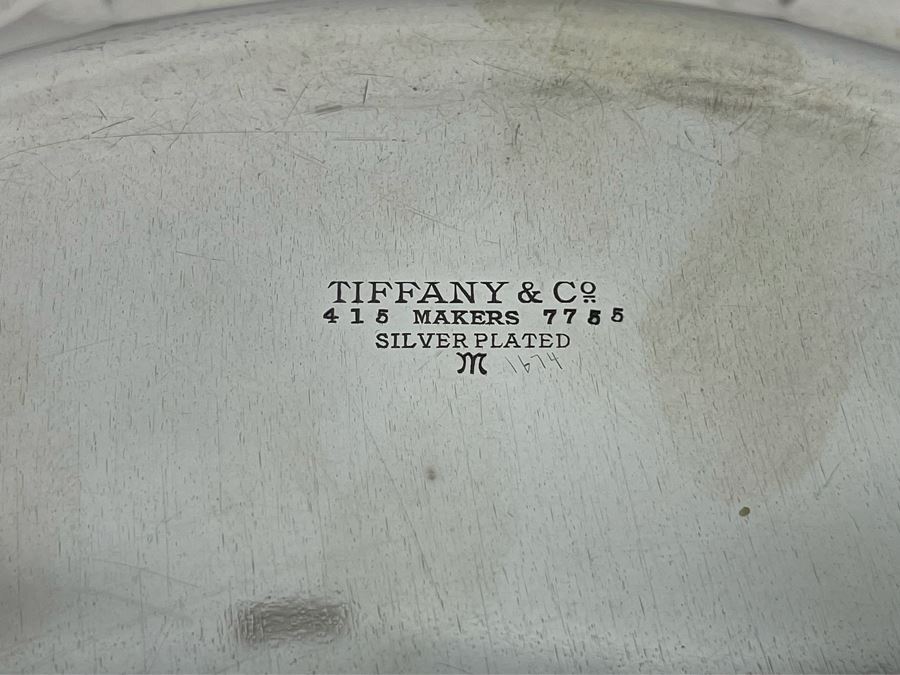 TIFFANY & Cº
415 MAKERS 7755
SILVER PLATED
M 1674